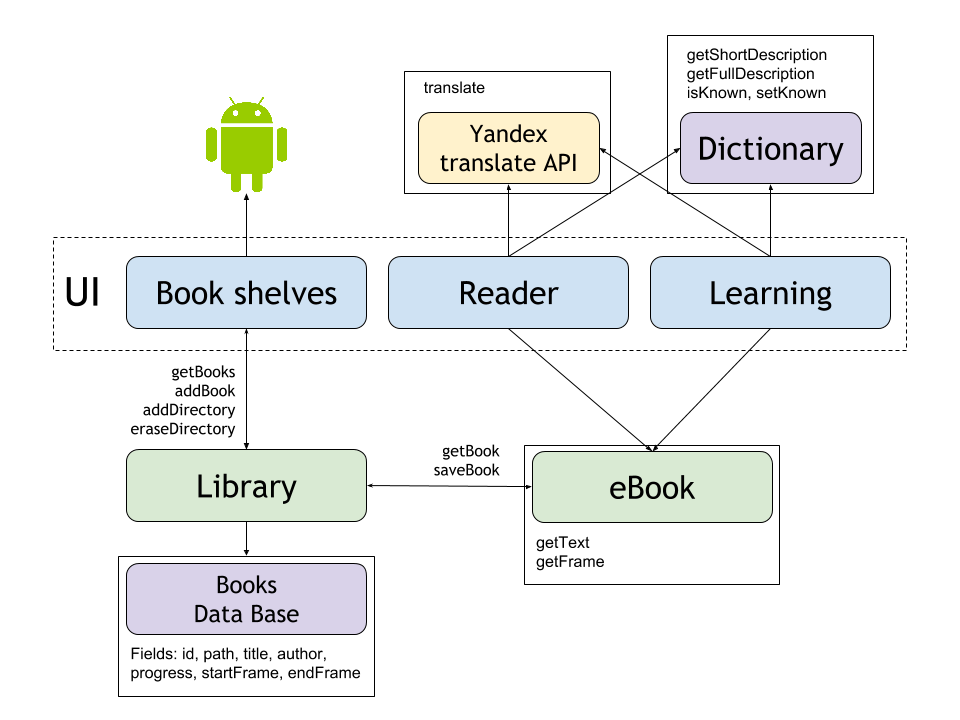 getShortDescription
getFullDescription
isKnown, setKnown
translate
Yandex
translate API
Dictionary
UI
Book shelves
Reader
Learning
getBooks
addBook
addDirectory
eraseDirectory
getBook
saveBook
Library
eBook
getText
getFrame
Books
Data Base
Fields: id, path, title, author,
progress, startFrame, endFrame